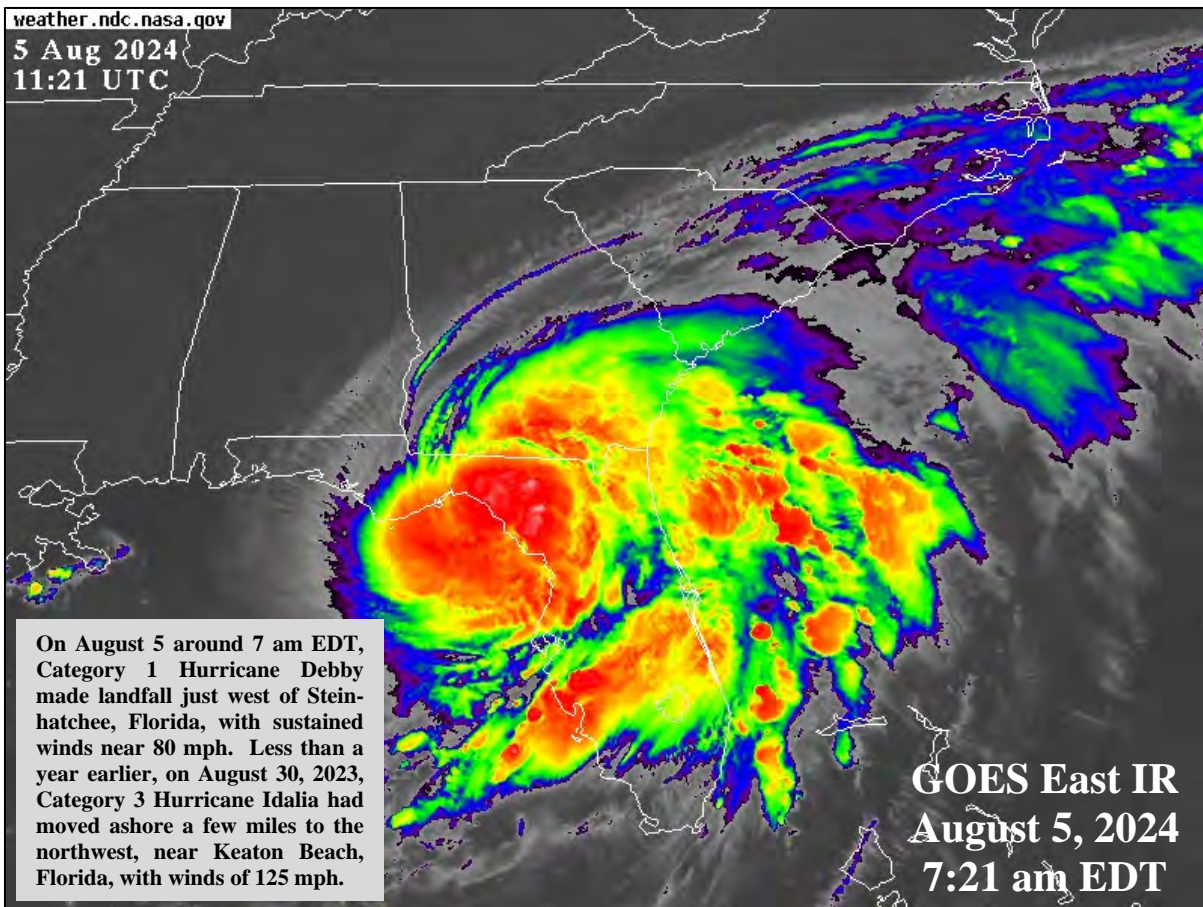 weather.ndc.nasa.gov
5 Aug 2024
11:21 UTC
On August 5 around 7 am EDT,
Category 1 Hurricane Debby
made landfall just west of Stein-
hatchee, Florida, with sustained
winds near 80 mph. Less than a
year earlier, on August 30, 2023,
Category 3 Hurricane Idalia had
moved ashore a few miles to the
northwest, near Keaton Beach,
Florida, with winds of 125 mph.
GOES East IR
August 5, 2024
7:21 am EDT